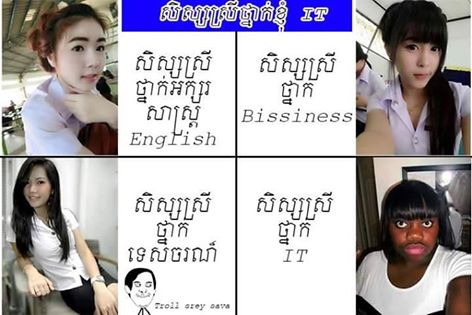 សិស្សស្រីថ្នាក់ខ្ញុំ IT
សិស្សស្រី
ថ្នាក់អក្សរ
សាស្ត្រ
English
សិស្សស្រី
ថ្នាក
Bissiness
សិស្សស្រី
ថ្នាក
ទេសចរណ៍
Troll srey sava
សិស្សស្រី
ថ្នាក
IT